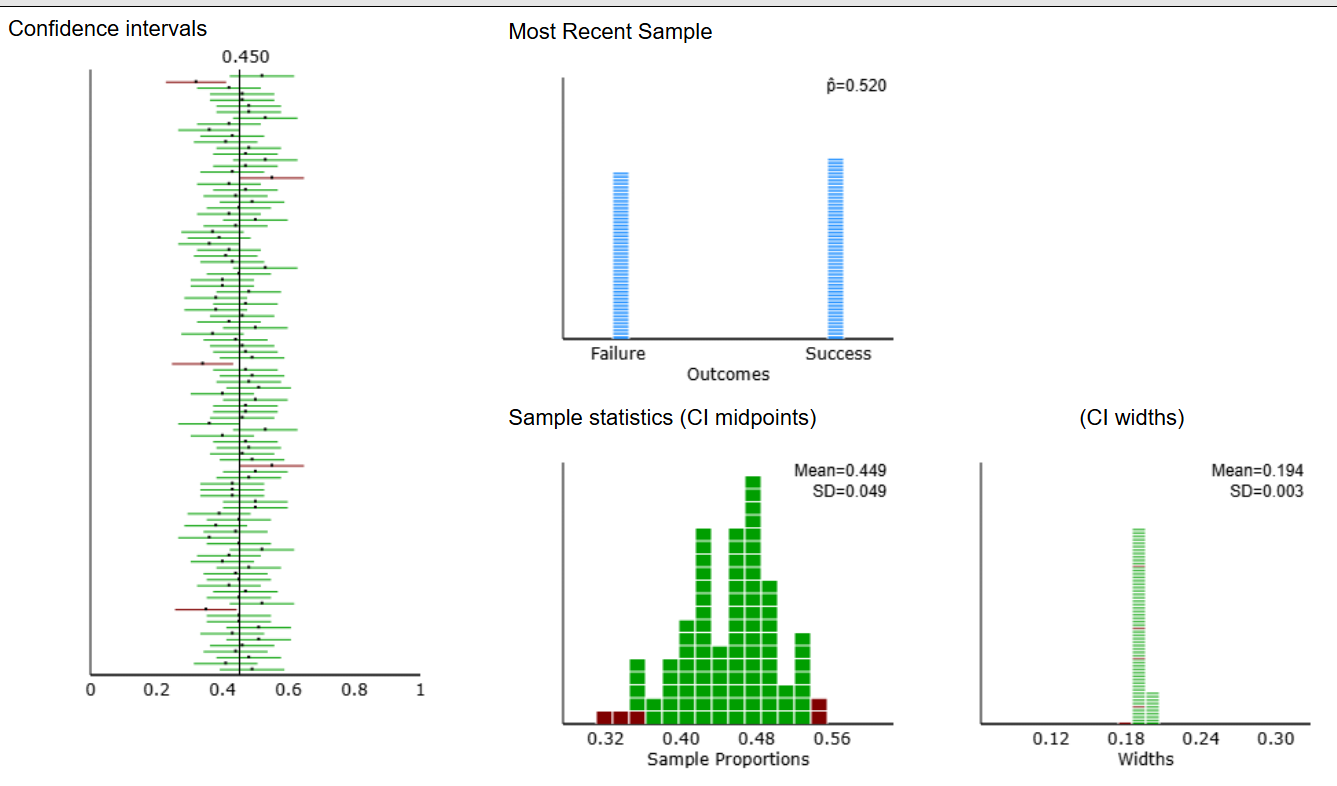 Confidence intervals
0.450
0 0.2 0.4 0.6 0.8 1
Most Recent Sample
p̂=0.520
Failure Success
Outcomes
Sample statistics (CI midpoints)
Mean=0.449
SD=0.049
0.32 0.40 0.48 0.56
Sample Proportions
(CI widths)
Mean=0.194
SD=0.003
0.12 0.18 0.24 0.30
Widths